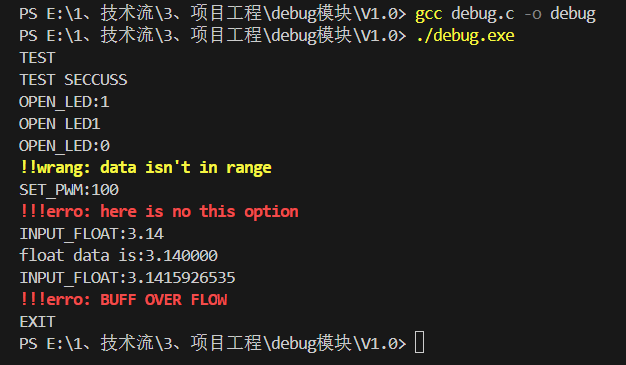 PS E:\1、技术流\3、项目工程\debug模块\V1.0> gcc debug.c -o debug
PS E:\1、技术流\3、项目工程\debug模块\V1.0> ./debug.exe
TEST
TEST SECCUSS
OPEN_LED:1
OPEN LED1
OPEN_LED:0
!!wrang: data isn't in range
SET_PWM:100
!!!erro: here is no this option
INPUT_FLOAT:3.14
float data is:3.140000
INPUT_FLOAT:3.1415926535
!!!erro: BUFF OVER FLOW
EXIT
PS E:\1、技术流\3、项目工程\debug模块\V1.0>